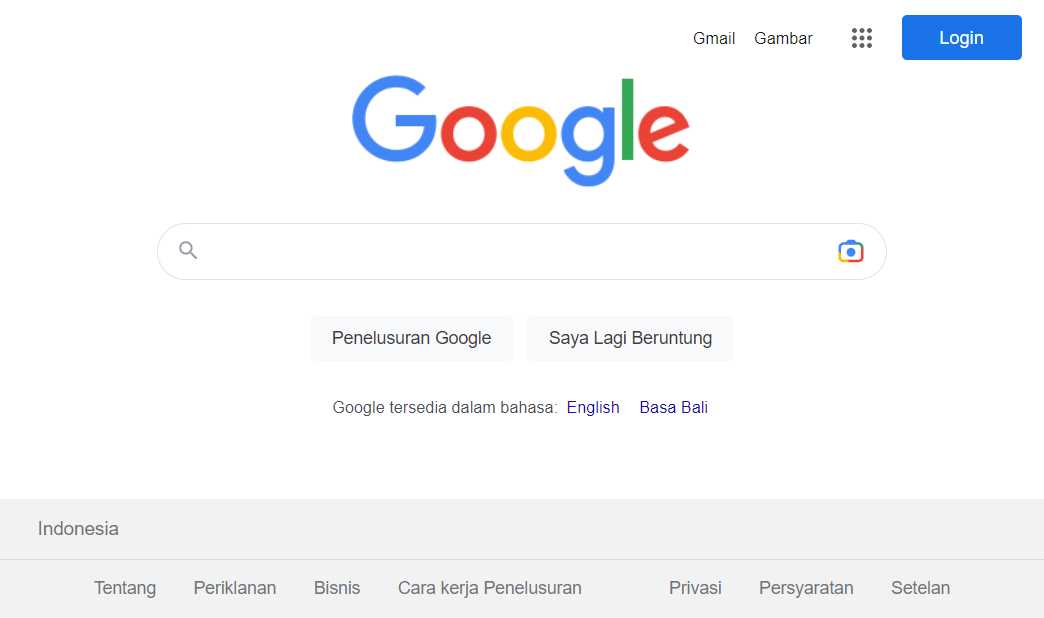 Gmail Gambar Login
Google
Penelusuran Google Saya Lagi Beruntung
Google tersedia dalam bahasa: English Basa Bali
Indonesia
Tentang Periklanan Bisnis Cara kerja Penelusuran Privasi Persyaratan Setelan